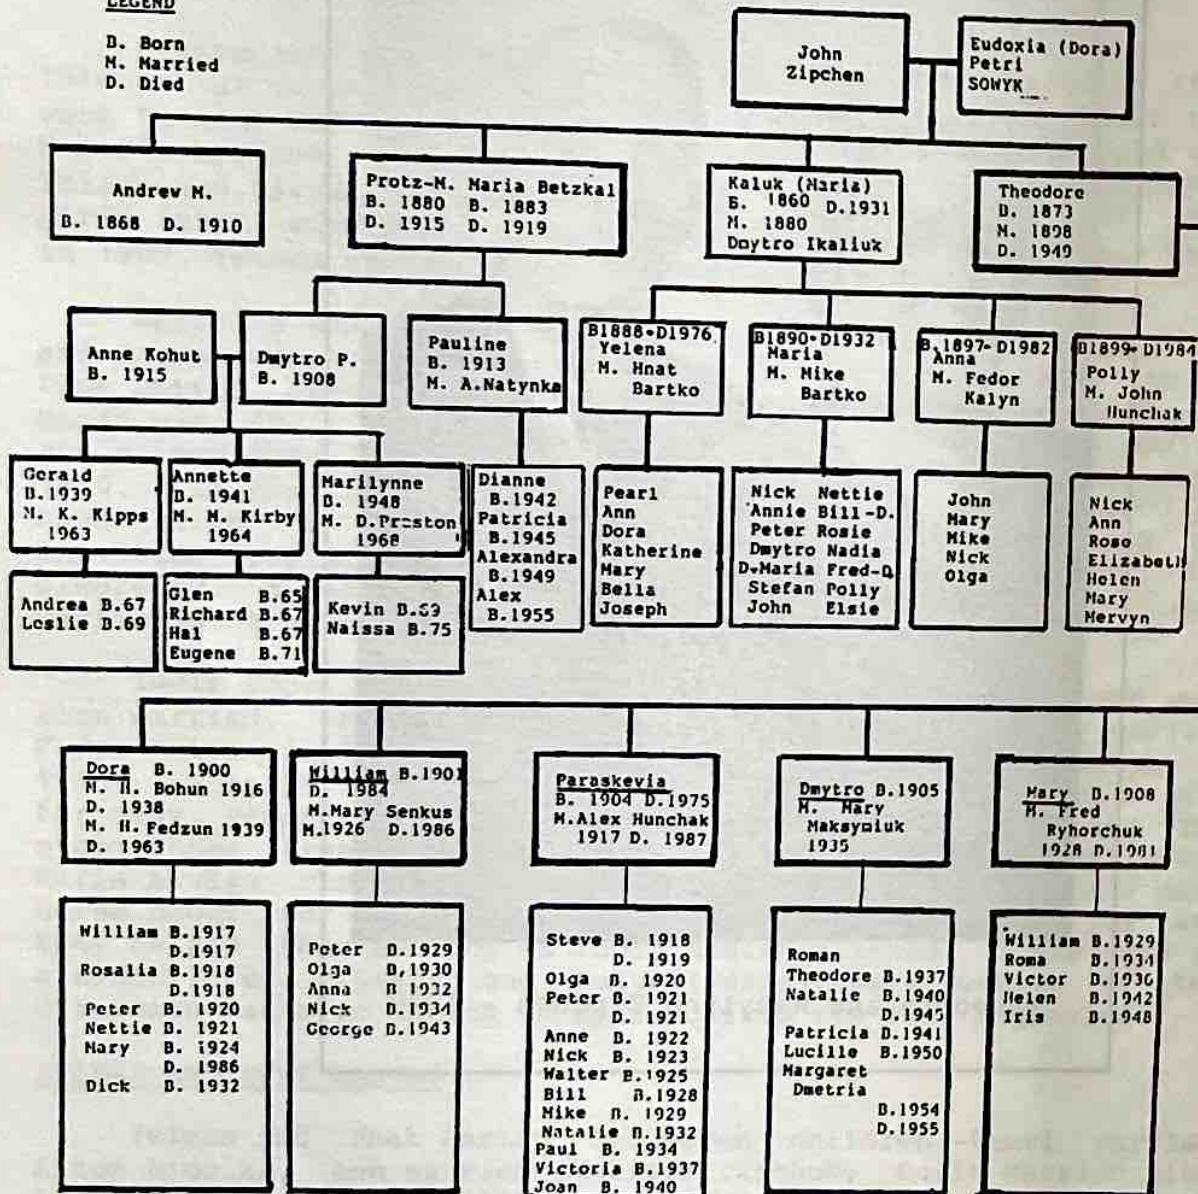 LEGEND
B. Born
M. Married
D. Died
John
Zipchen
Eudoxia (Dora)
Petri
SOWYK
Andrew M.
B. 1868 D. 1910
Protz-M. Maria Betzkal
B. 1880 B. 1883
D. 1915 D. 1919
Kaluk (Maria)
B. 1860 D.1931
M. 1880
Dmytro Ikaliuk
Theodore
B. 1873
M. 1898
D. 1949
Anne Kohut
B. 1915
Dmytro P.
B. 1908
Pauline
B. 1913
M. A.Natynka
B1888-D1976
Yelena
M. Hnat
Bartko
B1890-D1932
Maria
M. Mike
Bartko
B.1897-D1982
Anna
M. Fedor
Kalyn
B1899-D1984
Polly
M. John
Hunchak
Gerald
B.1939
M. K. Kipps
1963
Annette
B. 1941
M. M. Kirby
1964
Marilynne
B. 1948
M. D.Preston
1968
Dianne
B.1942
Patricia
B.1945
Alexandra
B.1949
Alex
B.1955
Pearl
Ann
Dora
Katherine
Mary
Bella
Joseph
Nick Nettie
Annie Bill-D.
Peter Rosie
Dmytro Nadia
D-Maria Fred-D
Stefan Polly
John Elsie
John
Mary
Mike
Nick
Olga
Nick
Ann
Rose
Elizabeth
Helen
Mary
Mervyn
Andrea B.67
Leslie B.69
Glen B.65
Richard B.67
Hal B.67
Eugene B.71
Kevin
Naissa B.75
Dora B. 1900
M. H. Bohun 1916
D. 1938
M. H. Fedzun 1939
D. 1963
William B.1901
D. 1984
M.Mary Senkus
M.1926 D.1986
Paraskevia
B. 1904 D.1975
M.Alex Hunchak
1917 D. 1987
Dmytro B.1905
M. Mary
Maksymiuk
1935
Mary B.1908
M. Fred
Ryhorchuk
1928 D.1981
William B.1917
D.1917
Rosalia B.1918
D.1918
Peter B. 1920
Nettie B. 1921
Mary B. 1924
D. 1986
Dick B. 1932
Peter B.1929
Olga B.1930
Anna B 1932
Nick B.1934
George B.1943
Steve B. 1918
D. 1919
Olga B. 1920
Peter B. 1921
D. 1921
Anne B. 1922
Nick B. 1923
Walter B.1925
Bill B.1928
Mike B. 1929
Natalie B.1932
Paul B. 1934
Victoria B.1937
Joan B. 1940
Roman
Theodore B.1937
Natalie B.1940
D.1945
Patricia B.1941
Lucille B.1950
Margaret
Dmetria
B.1954
D.1955
William B.1929
Roma B.1934
Victor B.1936
Helen B.1942
Iris B.1948